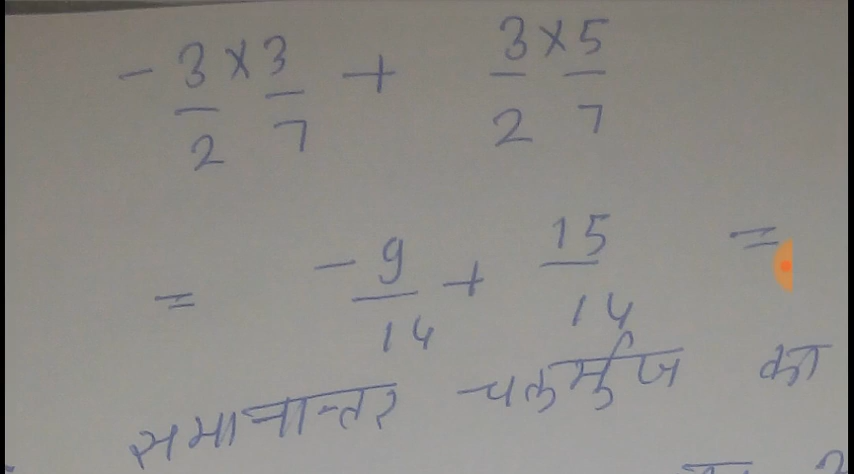 - 3/2 × 3/7 + 3/2 × 5/7
= - 9/14 + 15/14 =
समानान्तर चतुर्भुज का